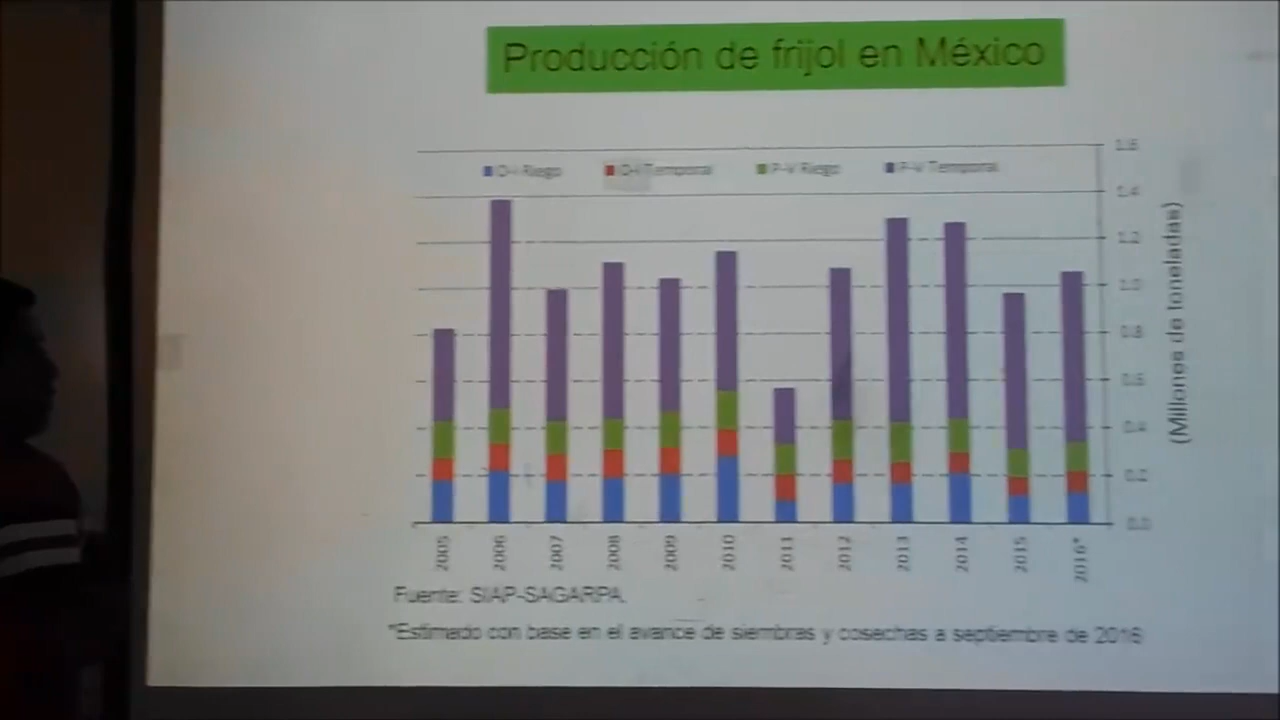 Producción de frijol en México
O-I Riego O-I Temporal P-V Riego P-V Temporal
1.6
1.4
1.2
1.0
0.8
0.6
0.4
0.2
0.0
(Millones de toneladas)
2005 2006 2007 2008 2009 2010 2011 2012 2013 2014 2015 2016*
Fuente: SIAP-SAGARPA.
*Estimado con base en el avance de siembras y cosechas a septiembre de 2016